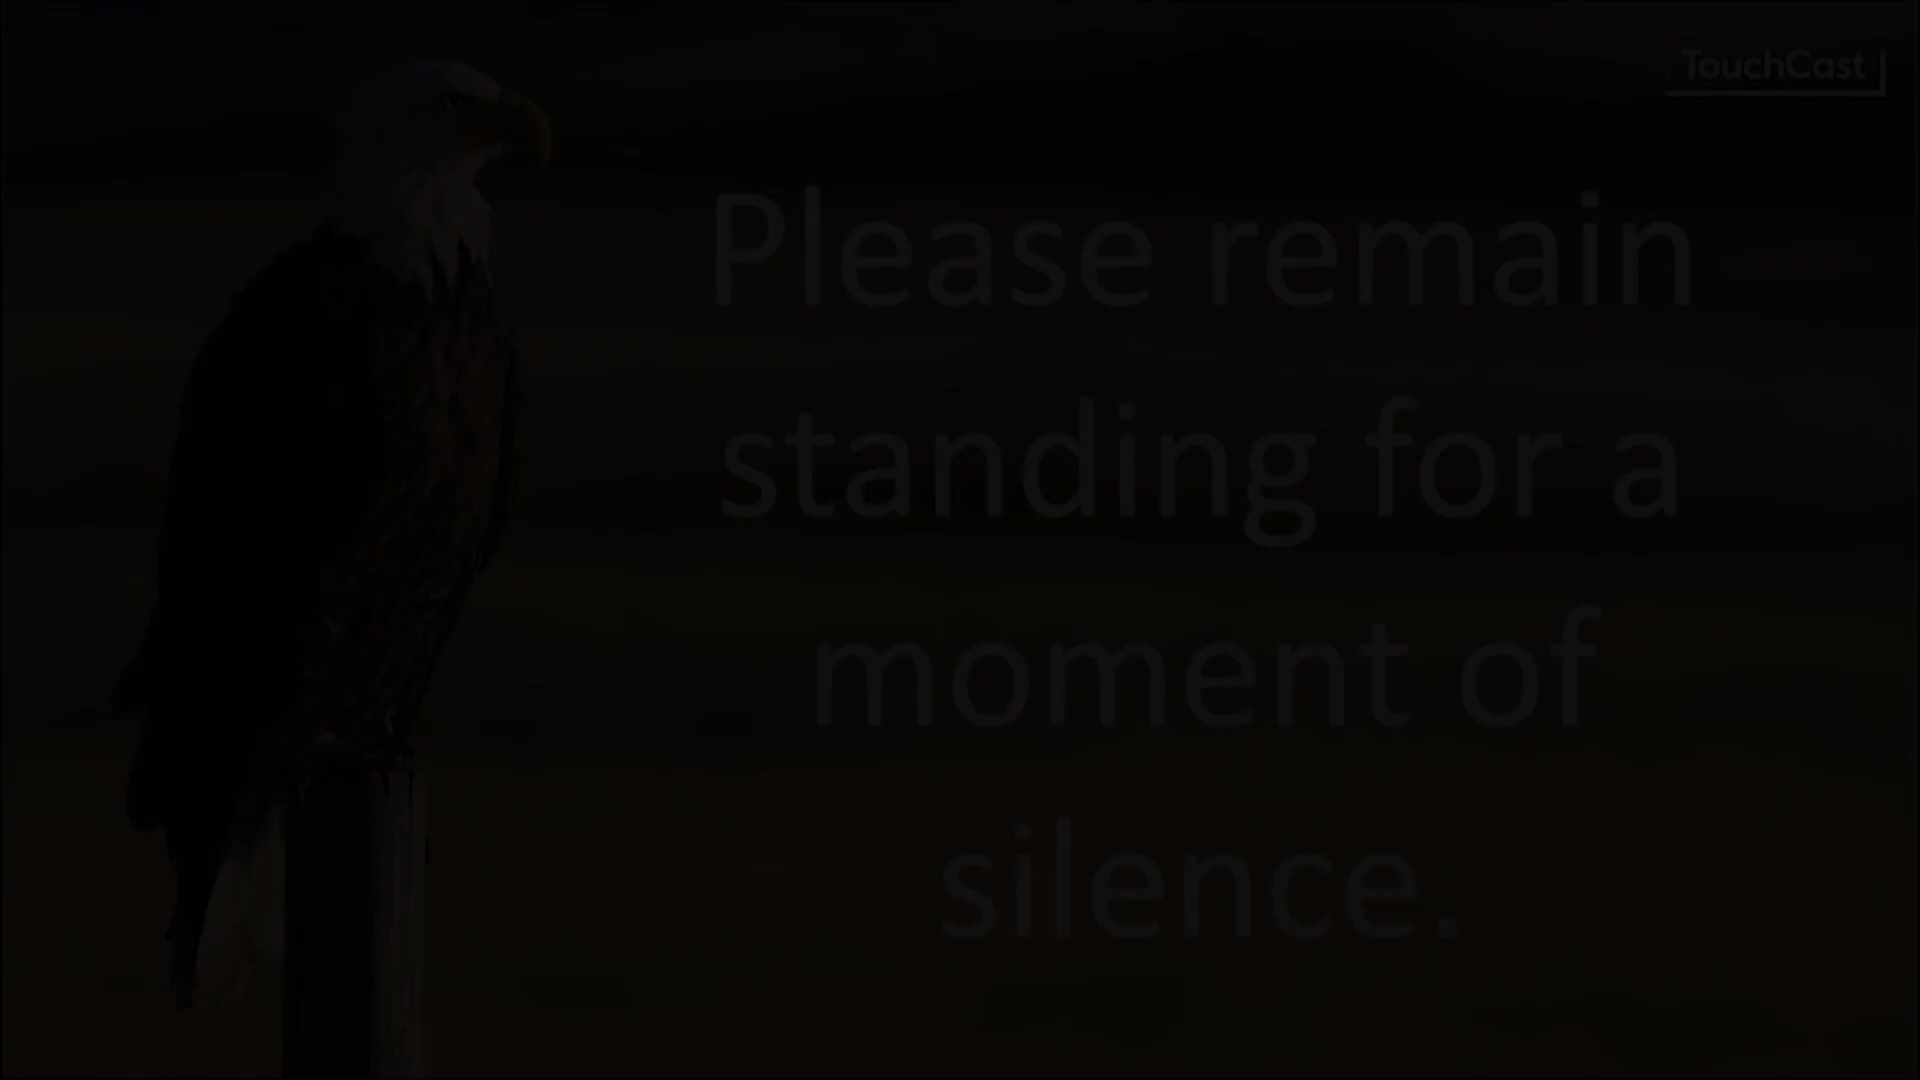 TouchCast
Please remain
standing for a
moment of
silence.